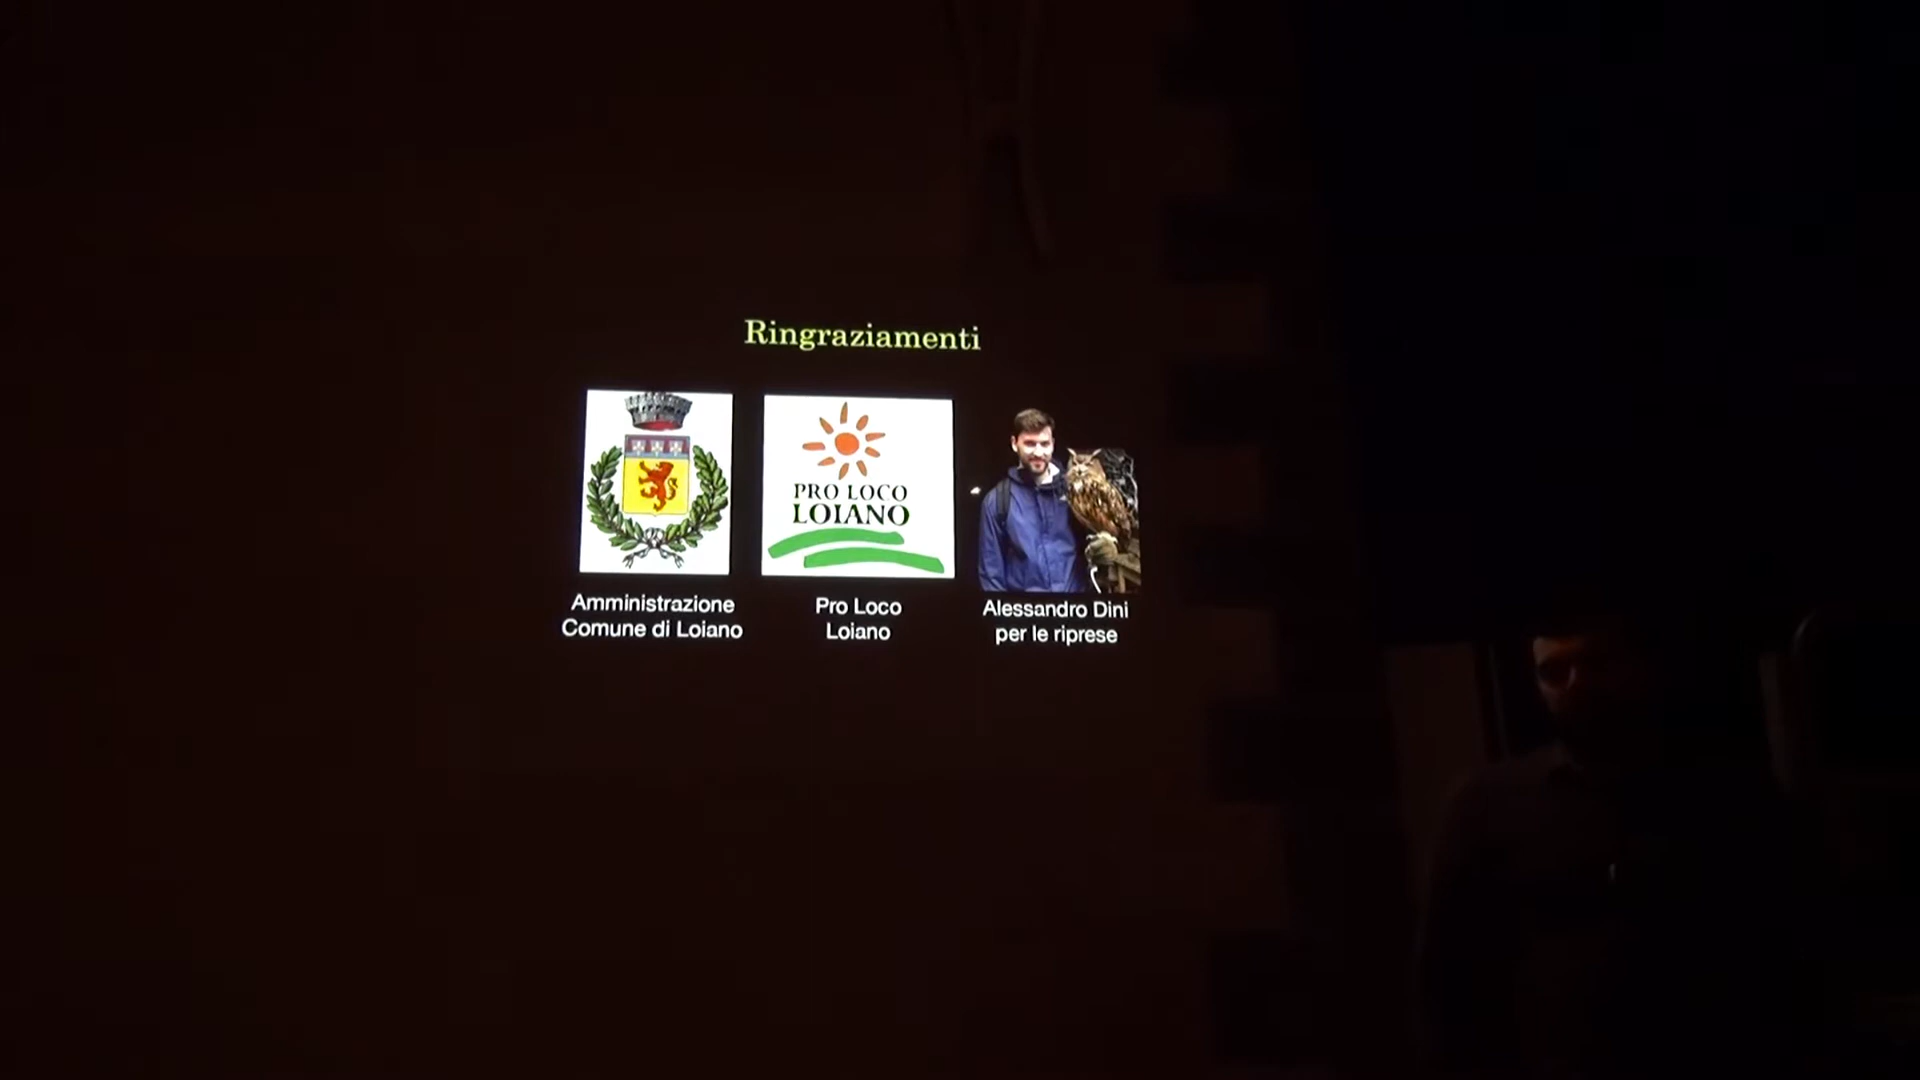 Ringraziamenti
PRO LOCO
LOIANO
Amministrazione
Comune di Loiano
Pro Loco
Loiano
Alessandro Dini
per le riprese